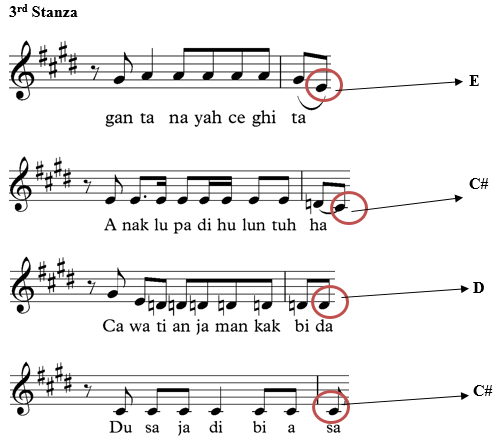 3rd Stanza
E
gan ta na yah ce ghi ta
C#
A nak lu pa di hu lun tuh ha
D
Ca wa ti an ja man kak bi da
C#
Du sa ja di bi a sa